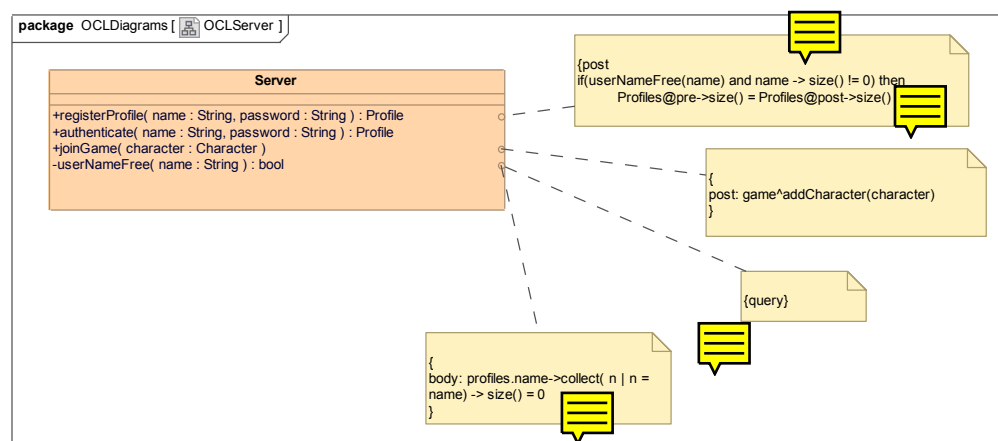 package OCLDiagrams [ OCLServer ]
Server
+registerProfile( name : String, password : String ) : Profile
+authenticate( name : String, password : String ) : Profile
+joinGame( character : Character )
-userNameFree( name : String ) : bool
{post
if(userNameFree(name) and name -> size() != 0) then
Profiles@pre->size() = Profiles@post->size()
{
post: game^addCharacter(character)
}
{query}
{
body: profiles.name->collect( n | n =
name) -> size() = 0
}